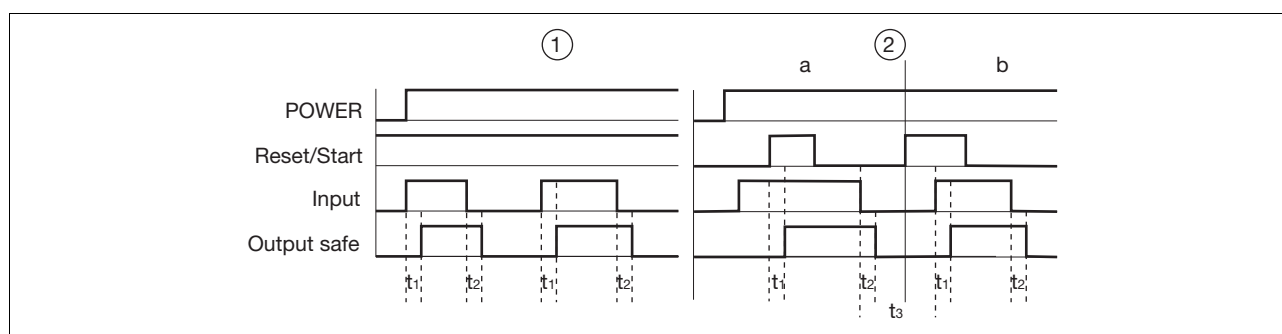 ① ②
a b
POWER
Reset/Start
Input
Output safe
t1 t2 t1 t2 t1 t2 t1 t2
t3